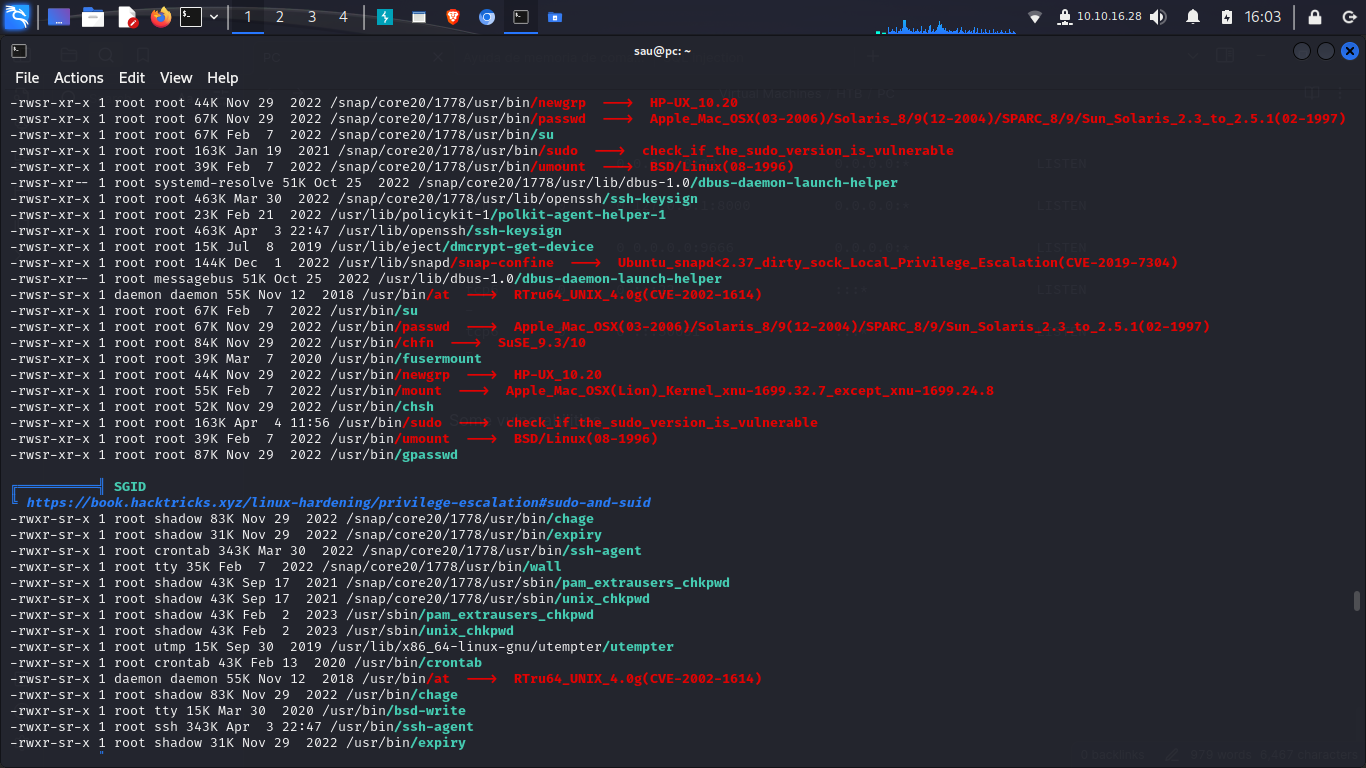 1 2 3 4 10.10.16.28 16:03
sau@pc: ~
File Actions Edit View Help
-rwsr-xr-x 1 root root 44K Nov 29  2022 /snap/core20/1778/usr/bin/newgrp  --->  HP-UX_10.20
-rwsr-xr-x 1 root root 67K Nov 29  2022 /snap/core20/1778/usr/bin/passwd  --->  Apple_Mac_OSX(03-2006)/Solaris_8/9(12-2004)/SPARC_8/9/Sun_Solaris_2.3_to_2.5.1(02-1997)
-rwsr-xr-x 1 root root 67K Feb  7  2022 /snap/core20/1778/usr/bin/su
-rwsr-xr-x 1 root root 163K Jan 19  2021 /snap/core20/1778/usr/bin/sudo  --->  check_if_the_sudo_version_is_vulnerable
-rwsr-xr-x 1 root root 39K Feb  7  2022 /snap/core20/1778/usr/bin/umount  --->  BSD/Linux(08-1996)
-rwsr-xr-- 1 root systemd-resolve 51K Oct 25  2022 /snap/core20/1778/usr/lib/dbus-1.0/dbus-daemon-launch-helper
-rwsr-xr-x 1 root root 463K Mar 30  2022 /snap/core20/1778/usr/lib/openssh/ssh-keysign
-rwsr-xr-x 1 root root 23K Feb 21  2022 /usr/lib/policykit-1/polkit-agent-helper-1
-rwsr-xr-x 1 root root 463K Apr  3 22:47 /usr/lib/openssh/ssh-keysign
-rwsr-xr-x 1 root root 15K Jul  8  2019 /usr/lib/eject/dmcrypt-get-device
-rwsr-xr-x 1 root root 144K Dec  1  2022 /usr/lib/snapd/snap-confine  --->  Ubuntu_snapd<2.37_dirty_sock_Local_Privilege_Escalation(CVE-2019-7304)
-rwsr-xr-- 1 root messagebus 51K Oct 25  2022 /usr/lib/dbus-1.0/dbus-daemon-launch-helper
-rwsr-sr-x 1 daemon daemon 55K Nov 12  2018 /usr/bin/at  --->  RTru64_UNIX_4.0g(CVE-2002-1614)
-rwsr-xr-x 1 root root 67K Feb  7  2022 /usr/bin/su
-rwsr-xr-x 1 root root 67K Nov 29  2022 /usr/bin/passwd  --->  Apple_Mac_OSX(03-2006)/Solaris_8/9(12-2004)/SPARC_8/9/Sun_Solaris_2.3_to_2.5.1(02-1997)
-rwsr-xr-x 1 root root 84K Nov 29  2022 /usr/bin/chfn  --->  SuSE_9.3/10
-rwsr-xr-x 1 root root 39K Mar  7  2020 /usr/bin/fusermount
-rwsr-xr-x 1 root root 44K Nov 29  2022 /usr/bin/newgrp  --->  HP-UX_10.20
-rwsr-xr-x 1 root root 55K Feb  7  2022 /usr/bin/mount  --->  Apple_Mac_OSX(Lion)_Kernel_xnu-1699.32.7_except_xnu-1699.24.8
-rwsr-xr-x 1 root root 52K Nov 29  2022 /usr/bin/chsh
-rwsr-xr-x 1 root root 163K Apr  4 11:56 /usr/bin/sudo  --->  check_if_the_sudo_version_is_vulnerable
-rwsr-xr-x 1 root root 39K Feb  7  2022 /usr/bin/umount  --->  BSD/Linux(08-1996)
-rwsr-xr-x 1 root root 87K Nov 29  2022 /usr/bin/gpasswd
SGID
https://book.hacktricks.xyz/linux-hardening/privilege-escalation#sudo-and-suid
-rwxr-sr-x 1 root shadow 83K Nov 29  2022 /snap/core20/1778/usr/bin/chage
-rwxr-sr-x 1 root shadow 31K Nov 29  2022 /snap/core20/1778/usr/bin/expiry
-rwxr-sr-x 1 root crontab 343K Mar 30  2022 /snap/core20/1778/usr/bin/ssh-agent
-rwxr-sr-x 1 root tty 35K Feb  7  2022 /snap/core20/1778/usr/bin/wall
-rwxr-sr-x 1 root shadow 43K Sep 17  2021 /snap/core20/1778/usr/sbin/pam_extrausers_chkpwd
-rwxr-sr-x 1 root shadow 43K Sep 17  2021 /snap/core20/1778/usr/sbin/unix_chkpwd
-rwxr-sr-x 1 root shadow 43K Feb  2  2023 /usr/sbin/pam_extrausers_chkpwd
-rwxr-sr-x 1 root shadow 43K Feb  2  2023 /usr/sbin/unix_chkpwd
-rwxr-sr-x 1 root utmp 15K Sep 30  2019 /usr/lib/x86_64-linux-gnu/utempter/utempter
-rwxr-sr-x 1 root crontab 43K Feb 13  2020 /usr/bin/crontab
-rwsr-sr-x 1 daemon daemon 55K Nov 12  2018 /usr/bin/at  --->  RTru64_UNIX_4.0g(CVE-2002-1614)
-rwxr-sr-x 1 root shadow 83K Nov 29  2022 /usr/bin/chage
-rwxr-sr-x 1 root tty 15K Mar 30  2020 /usr/bin/bsd-write
-rwxr-sr-x 1 root ssh 343K Apr  3 22:47 /usr/bin/ssh-agent
-rwxr-sr-x 1 root shadow 31K Nov 29  2022 /usr/bin/expiry